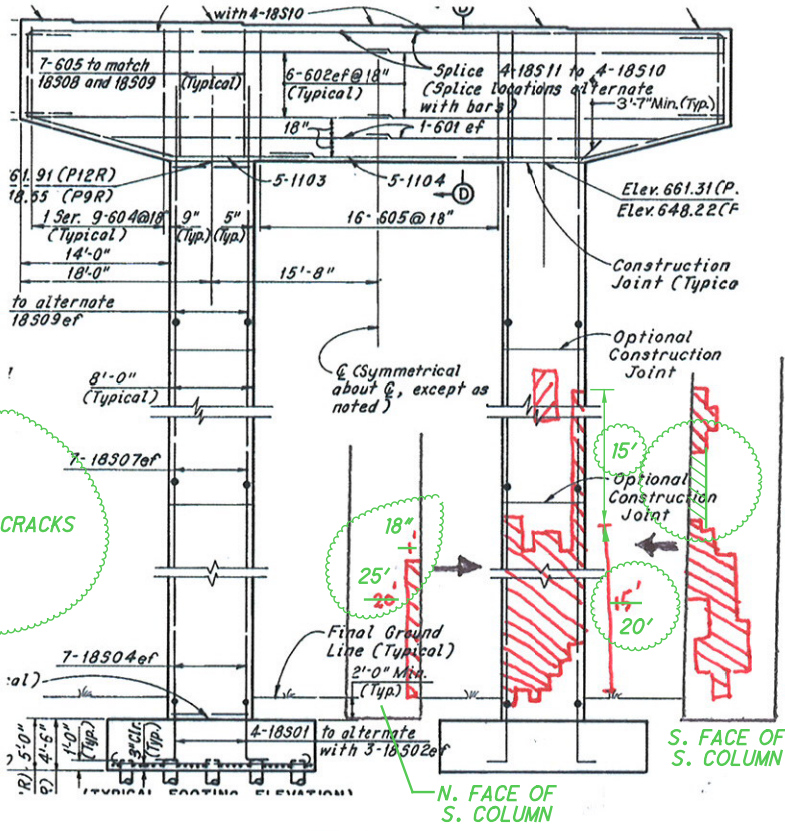 with 4-18S10
D
7-605 to match
18S08 and 18S09
(Typical)
6-602ef@18"
(Typical)
Splice 4-18S11 to 4-18S10
(Splice locations alternate
with bars)
3'-7" Min. (Typ.)
18"
1-601 ef
61.91 (P12R)
18.55 (P9R)
5-1103
5-1104
D
Elev. 661.31 (P.
Elev. 648.22 (P
1 Ser. 9-604@18"
(Typical)
9"
(Typ.)
5"
(Typ.)
16-605@18"
14'-0"
18'-0"
15'-8"
Construction
Joint (Typica
to alternate
18S09ef
Optional
Construction
Joint
℄ (Symmetrical
about ℄, except as
noted)
8'-0"
(Typical)
15'
7-18S07ef
Optional
Construction
Joint
CRACKS
18"
1'
25'
20'
15'
20'
Final Ground
Line (Typical)
7-18S04ef
cal)
2'-0" Min.
(Typ.)
5'-0"
4'-6"
1'-0"
(Typ.)
3" Clr.
(Typ.)
4-18S01 to alternate
with 3-18S02ef
S. FACE OF
S. COLUMN
(TYPICAL FOOTING ELEVATION)
N. FACE OF
S. COLUMN